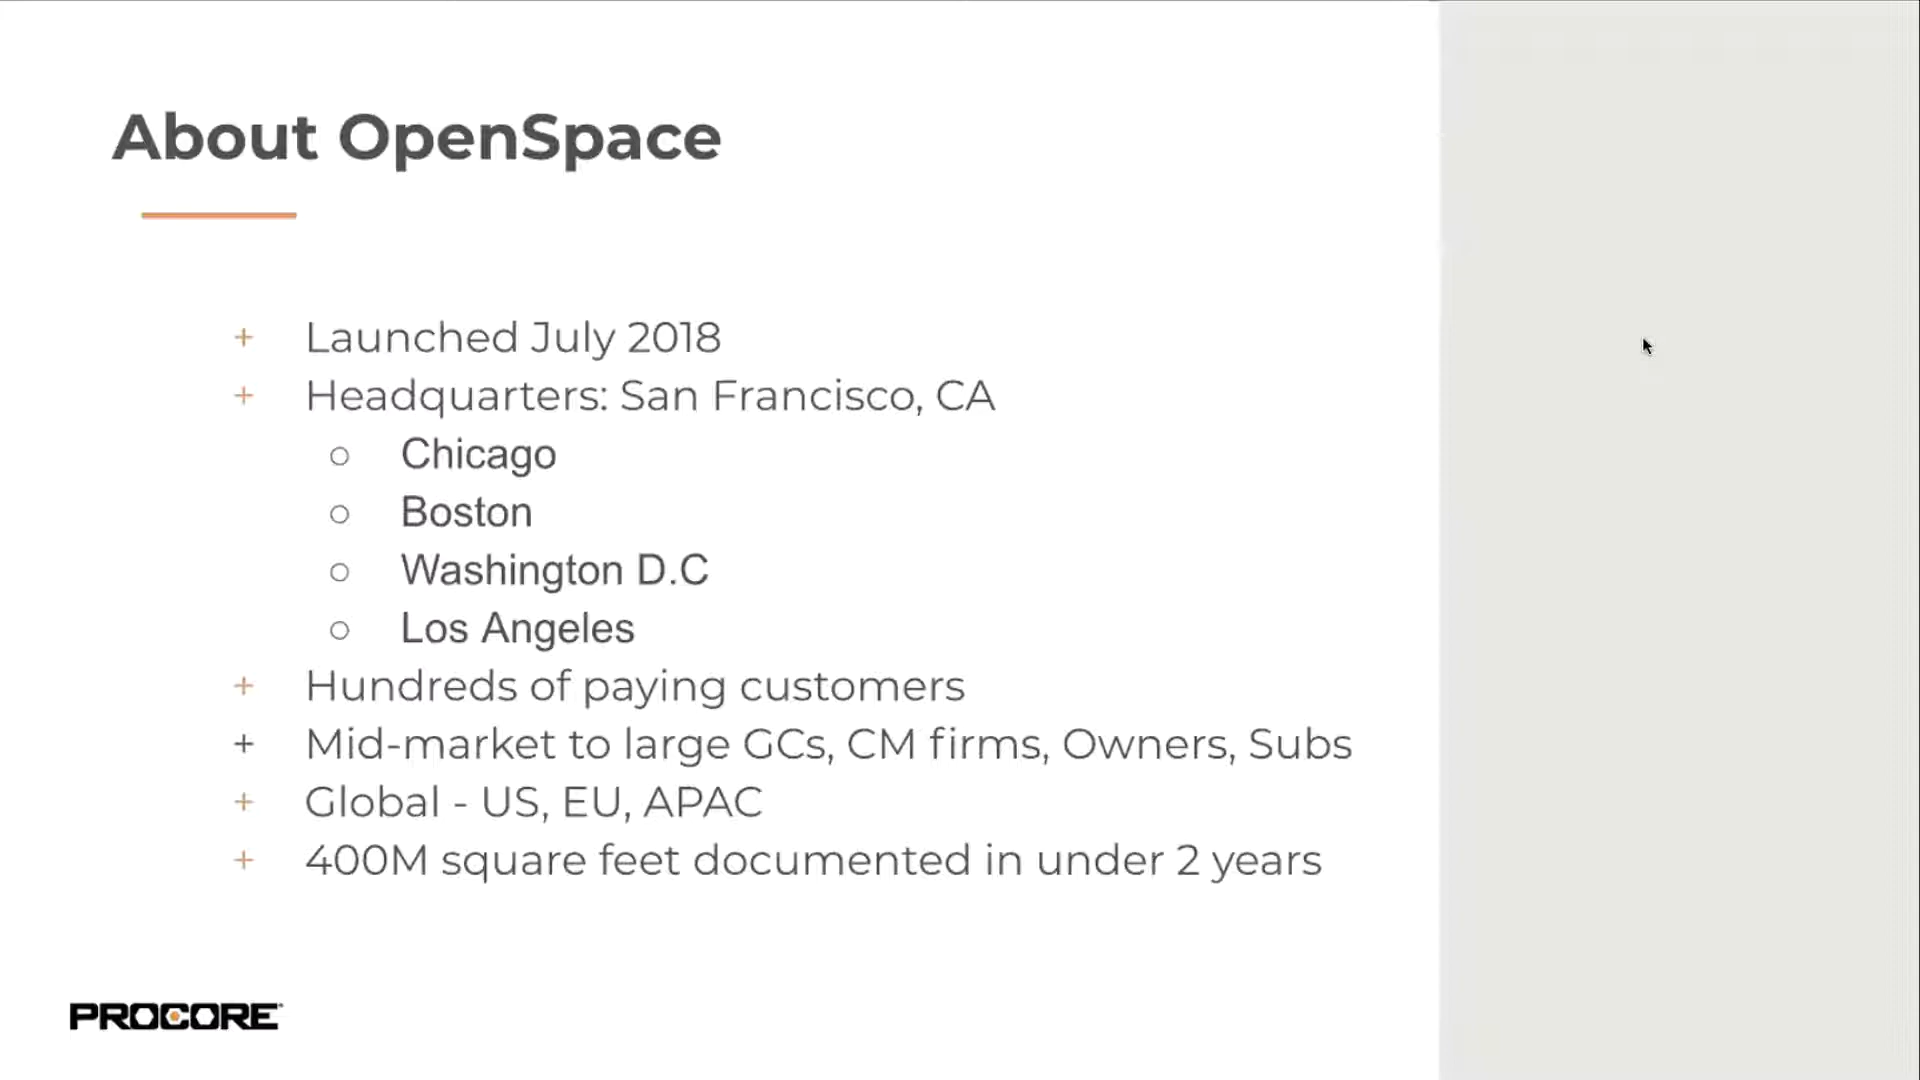 About OpenSpace
+ Launched July 2018
+ Headquarters: San Francisco, CA
○ Chicago
○ Boston
○ Washington D.C
○ Los Angeles
+ Hundreds of paying customers
+ Mid-market to large GCs, CM firms, Owners, Subs
+ Global - US, EU, APAC
+ 400M square feet documented in under 2 years
PROCORE